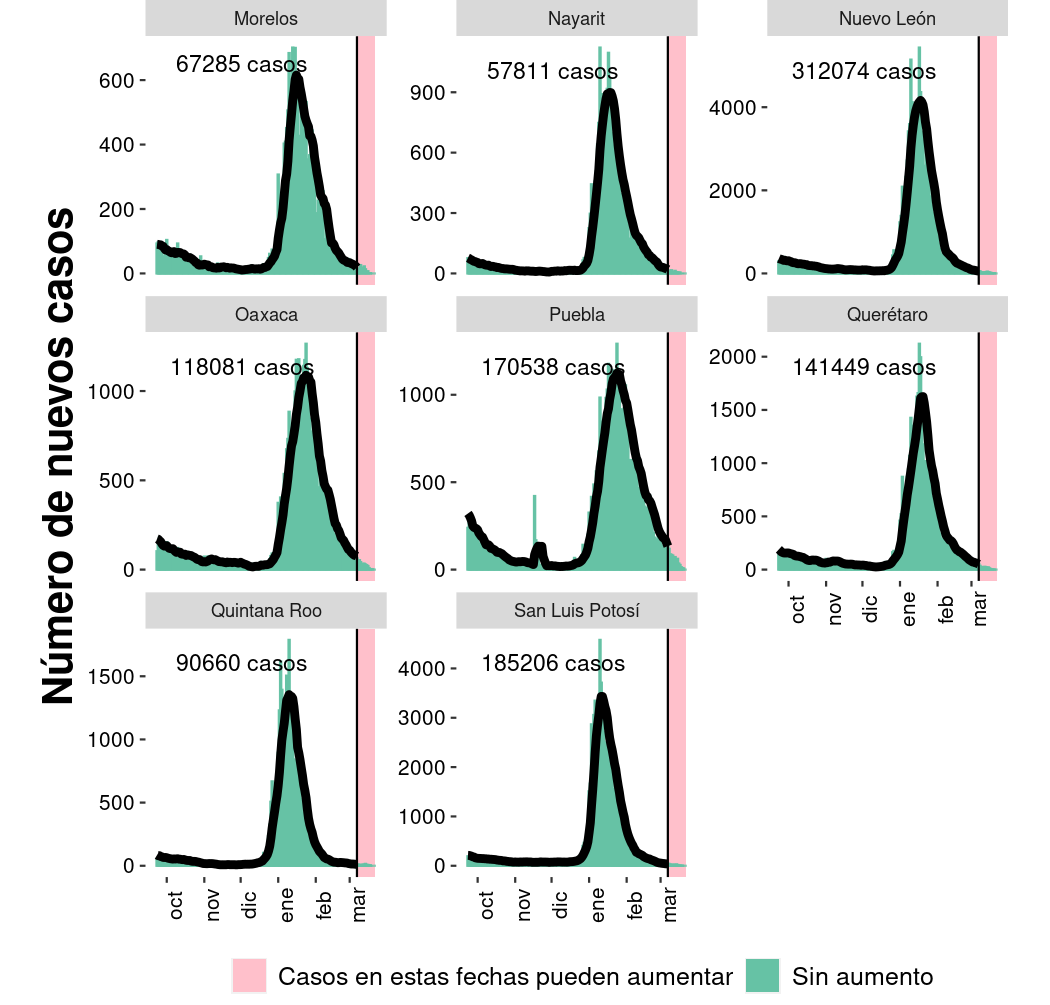 Número de nuevos casos
Morelos
67285 casos
600
400
200
0
Nayarit
57811 casos
900
600
300
0
Nuevo León
312074 casos
4000
2000
0
Oaxaca
118081 casos
1000
500
0
Puebla
170538 casos
1000
500
0
Querétaro
141449 casos
2000
1500
1000
500
0
oct nov dic ene feb mar
Quintana Roo
90660 casos
1500
1000
500
0
oct nov dic ene feb mar
San Luis Potosí
185206 casos
4000
3000
2000
1000
0
oct nov dic ene feb mar
Casos en estas fechas pueden aumentar
Sin aumento